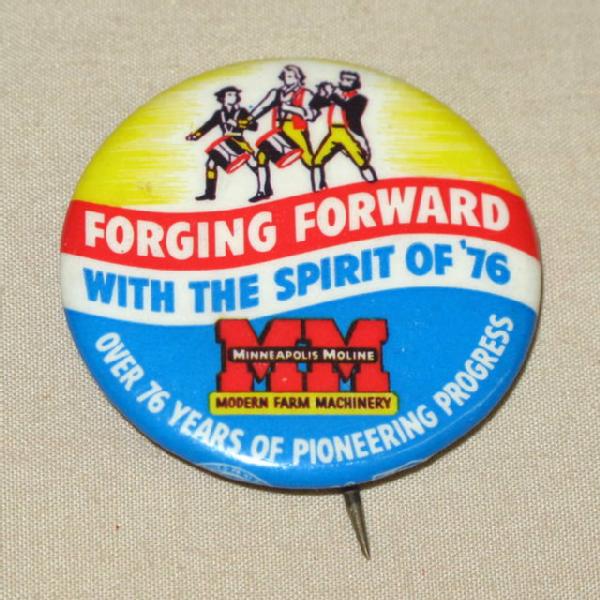 FORGING FORWARD
WITH THE SPIRIT OF '76
MM
MINNEAPOLIS MOLINE
MODERN FARM MACHINERY
OVER 76 YEARS OF PIONEERING PROGRESS